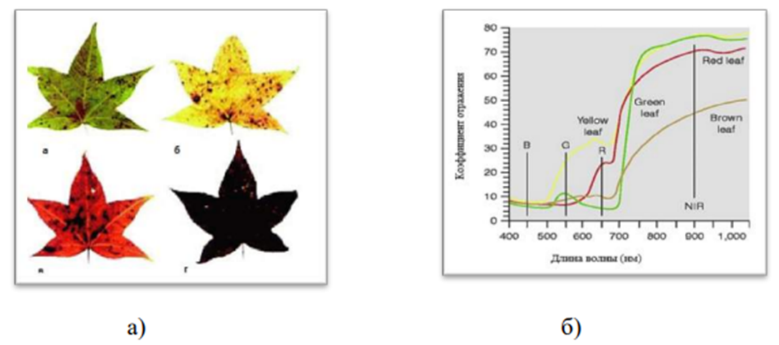 а
б
в
г
Коэффициент отражения
80
70
60
50
40
30
20
10
0
400
500
600
700
800
900
1,000
Длина волны (нм)
B
G
R
NIR
Yellow
leaf
Green
leaf
Red leaf
Brown
leaf
а)
б)